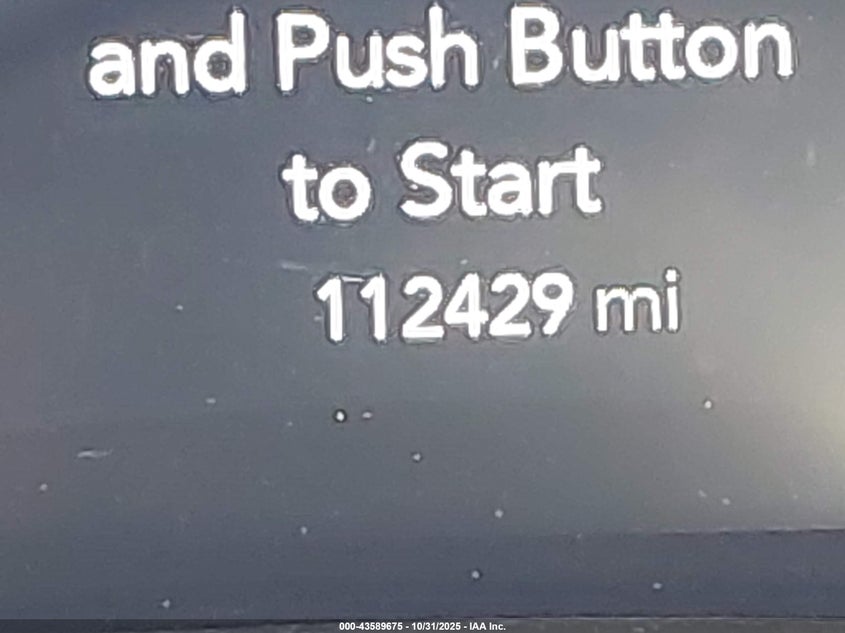 and Push Button
to Start
112429 mi
000-43589675 - 10/31/2025 - IAA Inc.